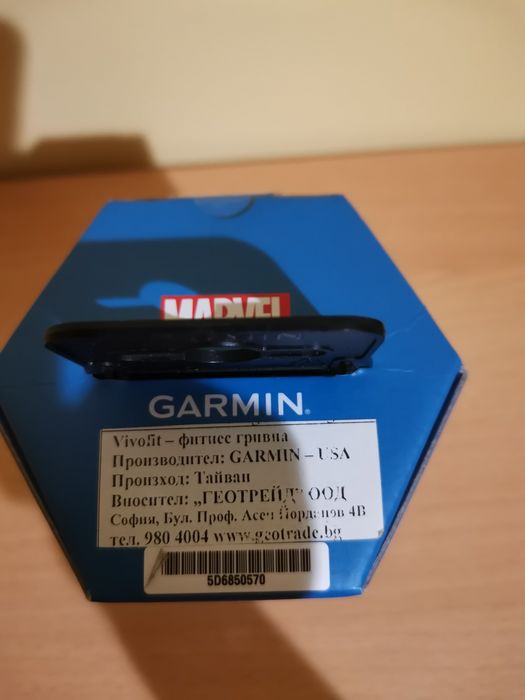 MARVEL
GARMIN®
Vivofit – фитнес гривна
Производител: GARMIN – USA
Произход: Тайван
Вносител: „ГЕОТРЕЙД" ООД
София, Бул. Проф. Асен Йорданов 4В
тел. 980 4004 www.geotrade.bg
5D6850570